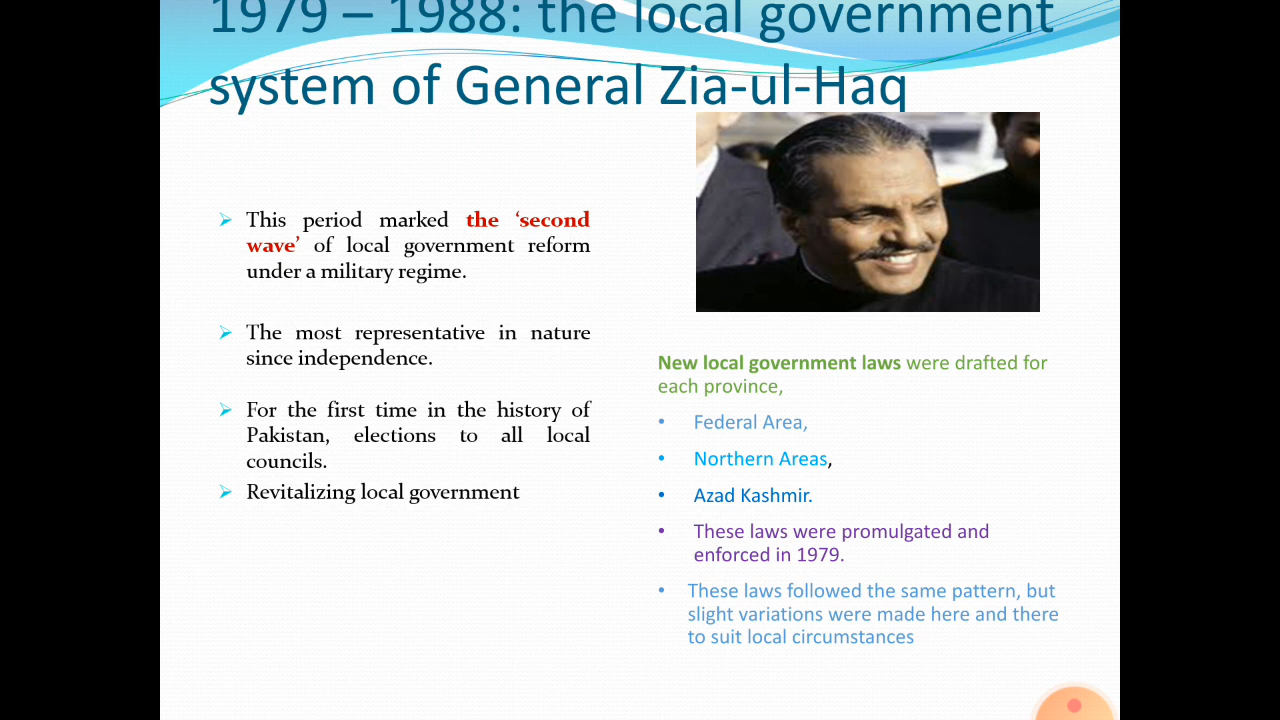 1979 – 1988: the local government
system of General Zia-ul-Haq
This period marked the ‘second
wave’ of local government reform
under a military regime.
The most representative in nature
since independence.
For the first time in the history of
Pakistan, elections to all local
councils.
Revitalizing local government
New local government laws were drafted for
each province,
• Federal Area,
• Northern Areas,
• Azad Kashmir.
• These laws were promulgated and
enforced in 1979.
• These laws followed the same pattern, but
slight variations were made here and there
to suit local circumstances